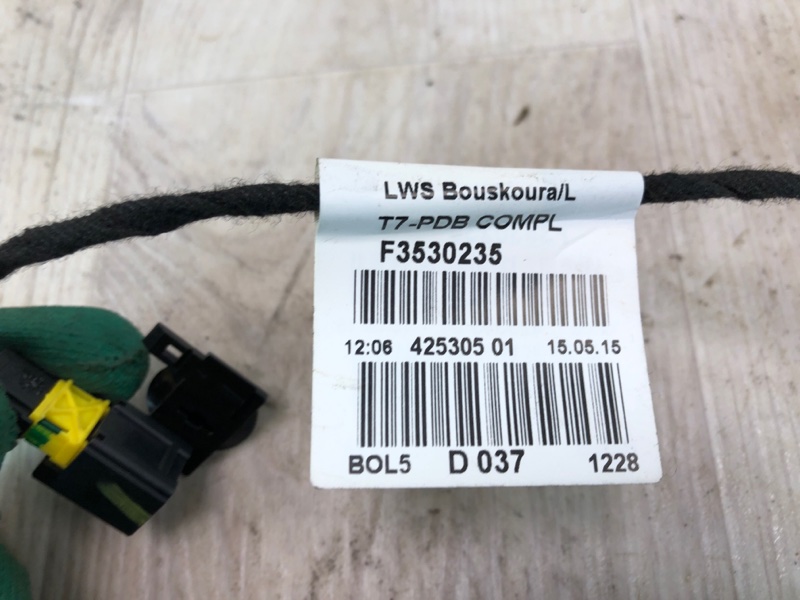 LWS Bouskoura/L
T7-PDB COMPL
F3530235
12:06 425305 01 15.05.15
BOL5 D 037 1228